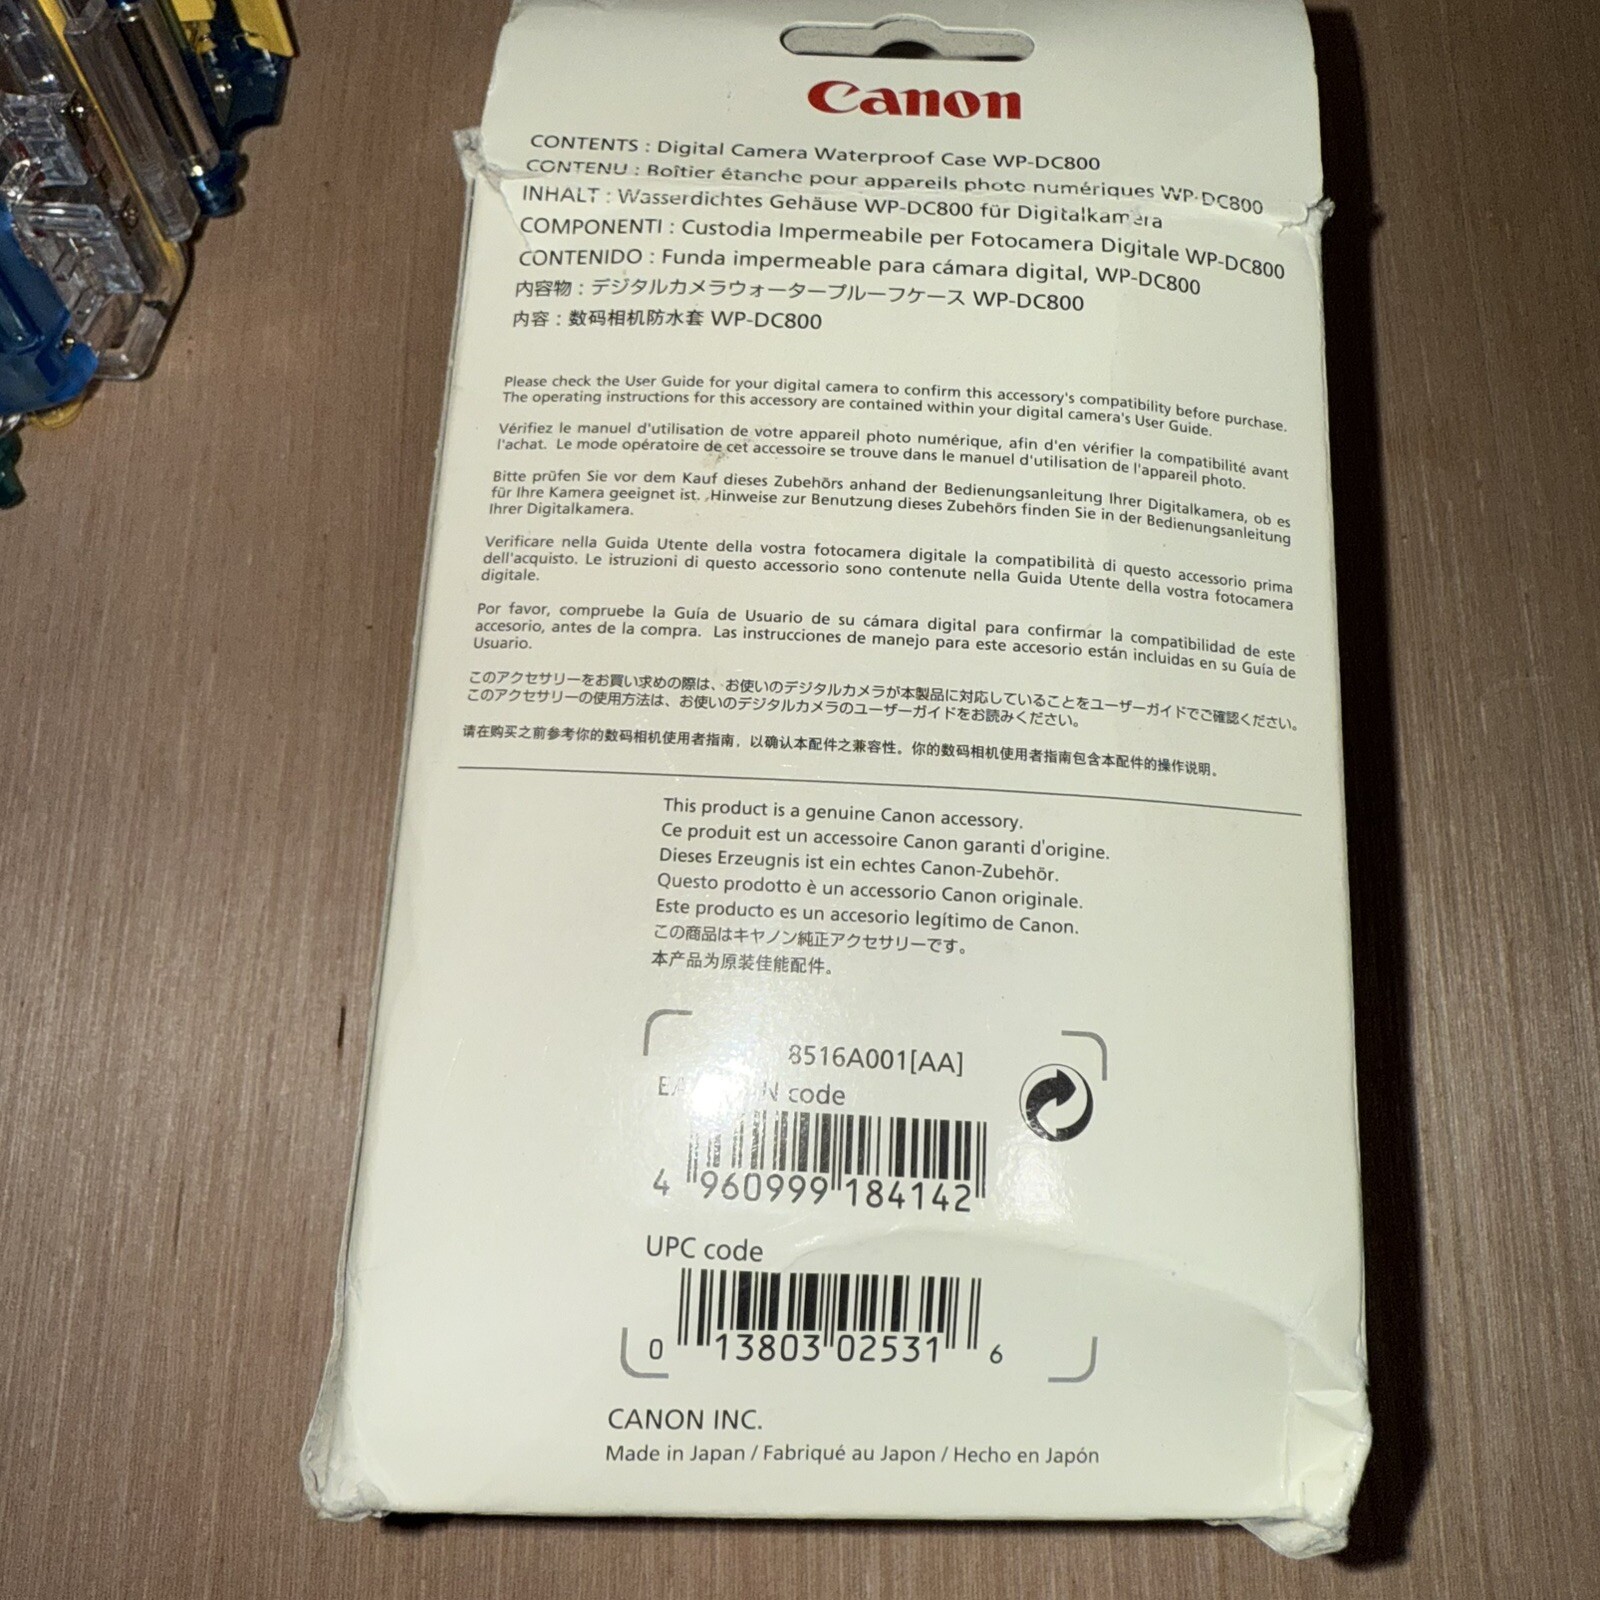 Canon
CONTENTS : Digital Camera Waterproof Case WP-DC800
CONTENU : Boîtier étanche pour appareils photo numériques WP-DC800
INHALT : Wasserdichtes Gehäuse WP-DC800 für Digitalkamera
COMPONENTI : Custodia Impermeabile per Fotocamera Digitale WP-DC800
CONTENIDO : Funda impermeable para cámara digital, WP-DC800
内容物 : デジタルカメラウォータープルーフケース WP-DC800
内容 : 数码相机防水套 WP-DC800
Please check the User Guide for your digital camera to confirm this accessory's compatibility before purchase.
The operating instructions for this accessory are contained within your digital camera's User Guide.
Vérifiez le manuel d'utilisation de votre appareil photo numérique, afin d'en vérifier la compatibilité avant
l'achat. Le mode opératoire de cet accessoire se trouve dans le manuel d'utilisation de l'appareil photo.
Bitte prüfen Sie vor dem Kauf dieses Zubehörs anhand der Bedienungsanleitung Ihrer Digitalkamera, ob es
für Ihre Kamera geeignet ist. Hinweise zur Benutzung dieses Zubehörs finden Sie in der Bedienungsanleitung
Ihrer Digitalkamera.
Verificare nella Guida Utente della vostra fotocamera digitale la compatibilità di questo accessorio prima
dell'acquisto. Le istruzioni di questo accessorio sono contenute nella Guida Utente della vostra fotocamera
digitale.
Por favor, compruebe la Guía de Usuario de su cámara digital para confirmar la compatibilidad de este
accesorio, antes de la compra. Las instrucciones de manejo para este accesorio están incluidas en su Guía de
Usuario.
このアクセサリーをお買い求めの際は、お使いのデジタルカメラが本製品に対応していることをユーザーガイドでご確認ください。
このアクセサリーの使用方法は、お使いのデジタルカメラのユーザーガイドをお読みください。
请在购买之前参考你的数码相机使用者指南，以确认本配件之兼容性。你的数码相机使用者指南包含本配件的操作说明。
This product is a genuine Canon accessory.
Ce produit est un accessoire Canon garanti d'origine.
Dieses Erzeugnis ist ein echtes Canon-Zubehör.
Questo prodotto è un accessorio Canon originale.
Este producto es un accesorio legítimo de Canon.
この商品はキヤノン純正アクセサリーです。
本产品为原装佳能配件。
8516A001[AA]
code
4 960999 184142
UPC code
0 13803 02531 6
CANON INC.
Made in Japan / Fabriqué au Japon / Hecho en Japón